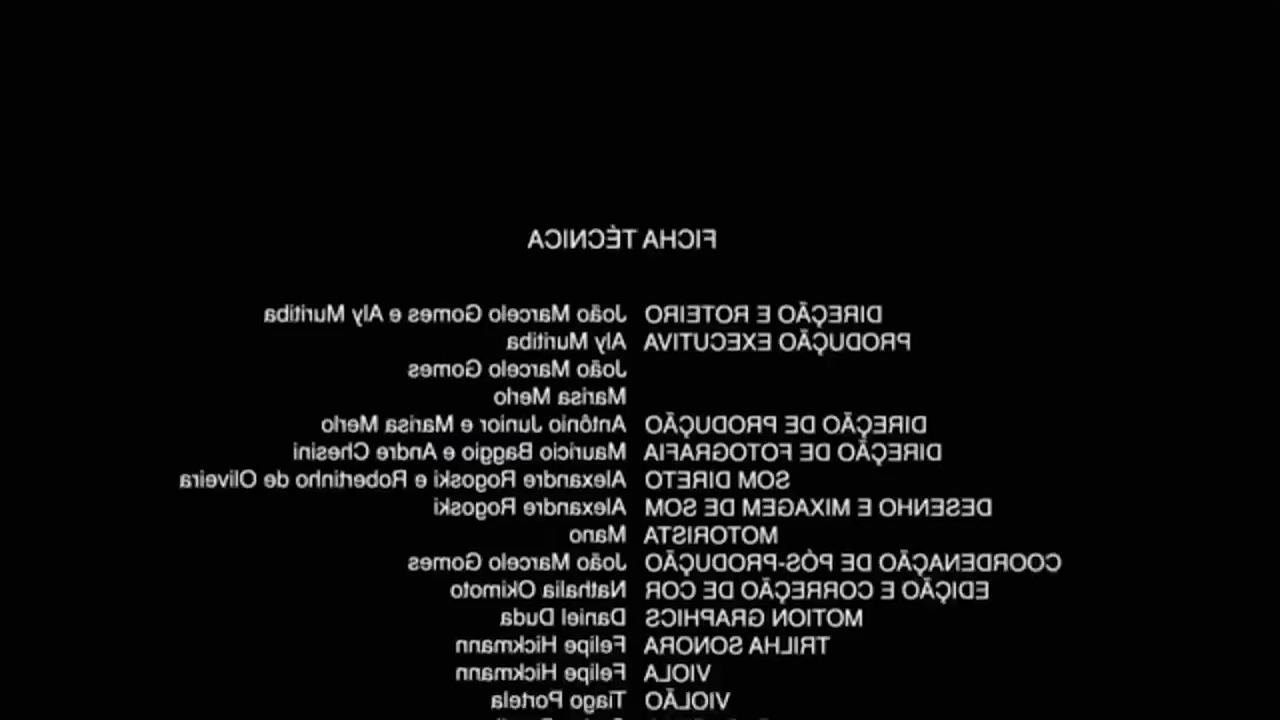 FICHA TÉCNICA
DIREÇÃO E ROTEIRO João Marcelo Gomes e Aly Muritiba
PRODUÇÃO EXECUTIVA Aly Muritiba
João Marcelo Gomes
Marisa Merlo
DIREÇÃO DE PRODUÇÃO Antônio Junior e Marisa Merlo
DIREÇÃO DE FOTOGRAFIA Mauricio Baggio e Andre Chesini
SOM DIRETO Alexandre Rogoski e Robertinho de Oliveira
DESENHO E MIXAGEM DE SOM Alexandre Rogoski
MOTORISTA Mano
COORDENAÇÃO DE PÓS-PRODUÇÃO João Marcelo Gomes
EDIÇÃO E CORREÇÃO DE COR Nathalia Okimoto
MOTION GRAPHICS Daniel Duda
TRILHA SONORA Felipe Hickmann
VIOLA Felipe Hickmann
VIOLÃO Tiago Portela